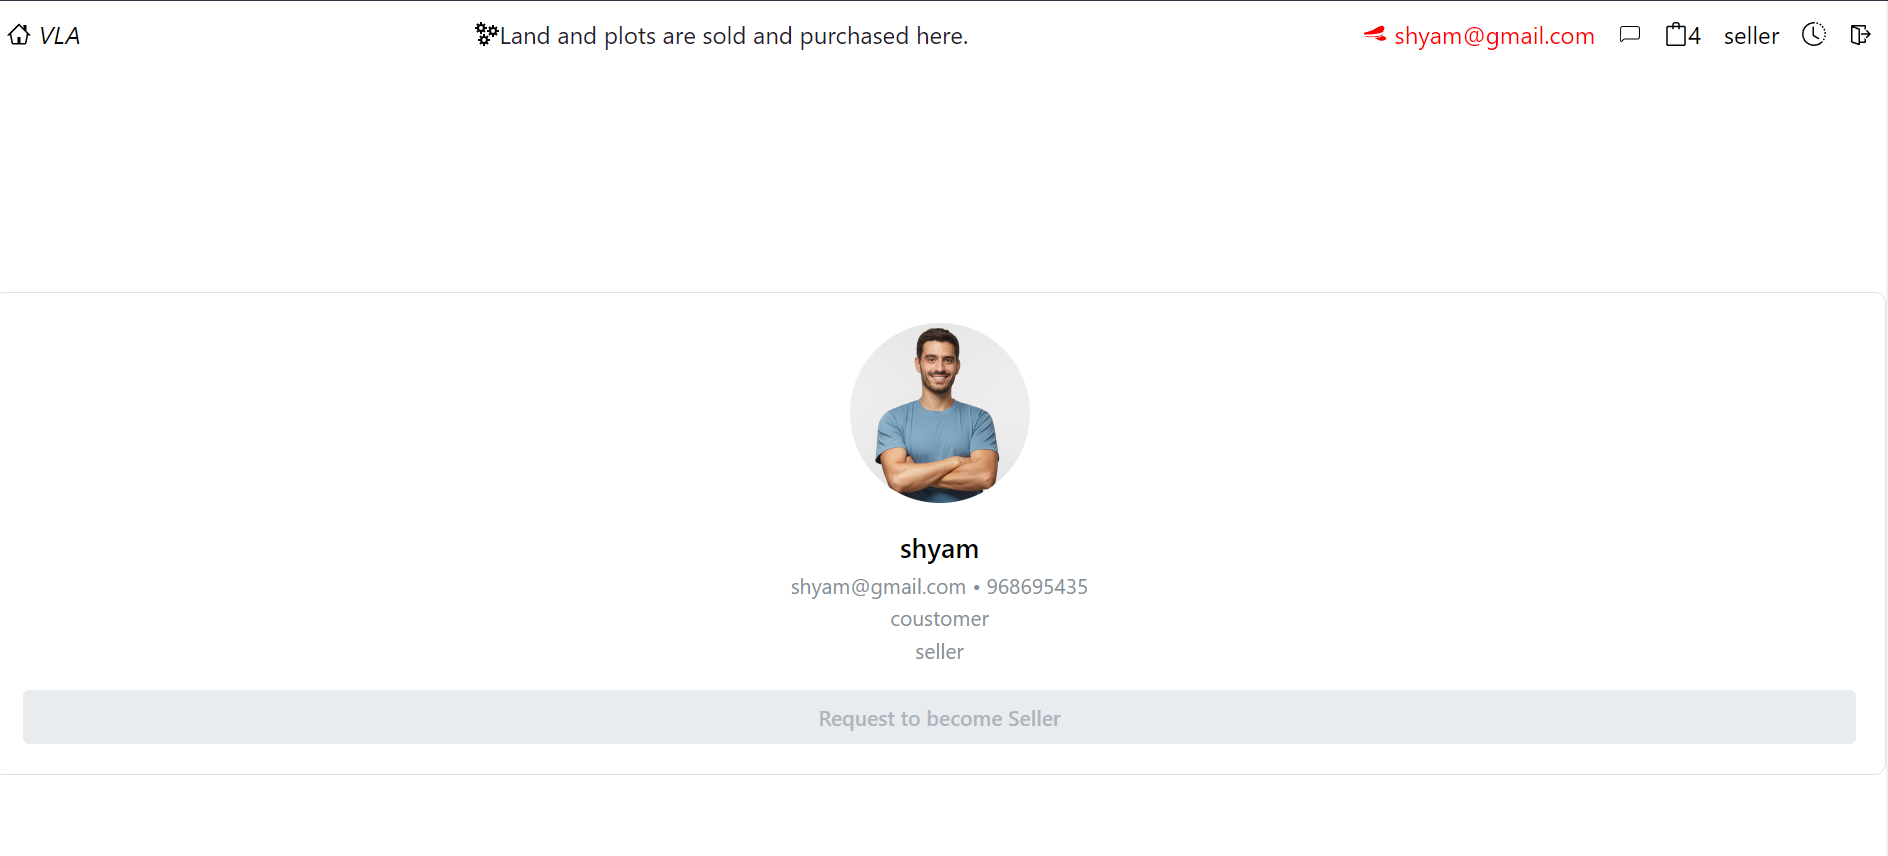 VLA
Land and plots are sold and purchased here.
shyam@gmail.com
4
seller
shyam
shyam@gmail.com • 968695435
coustomer
seller
Request to become Seller